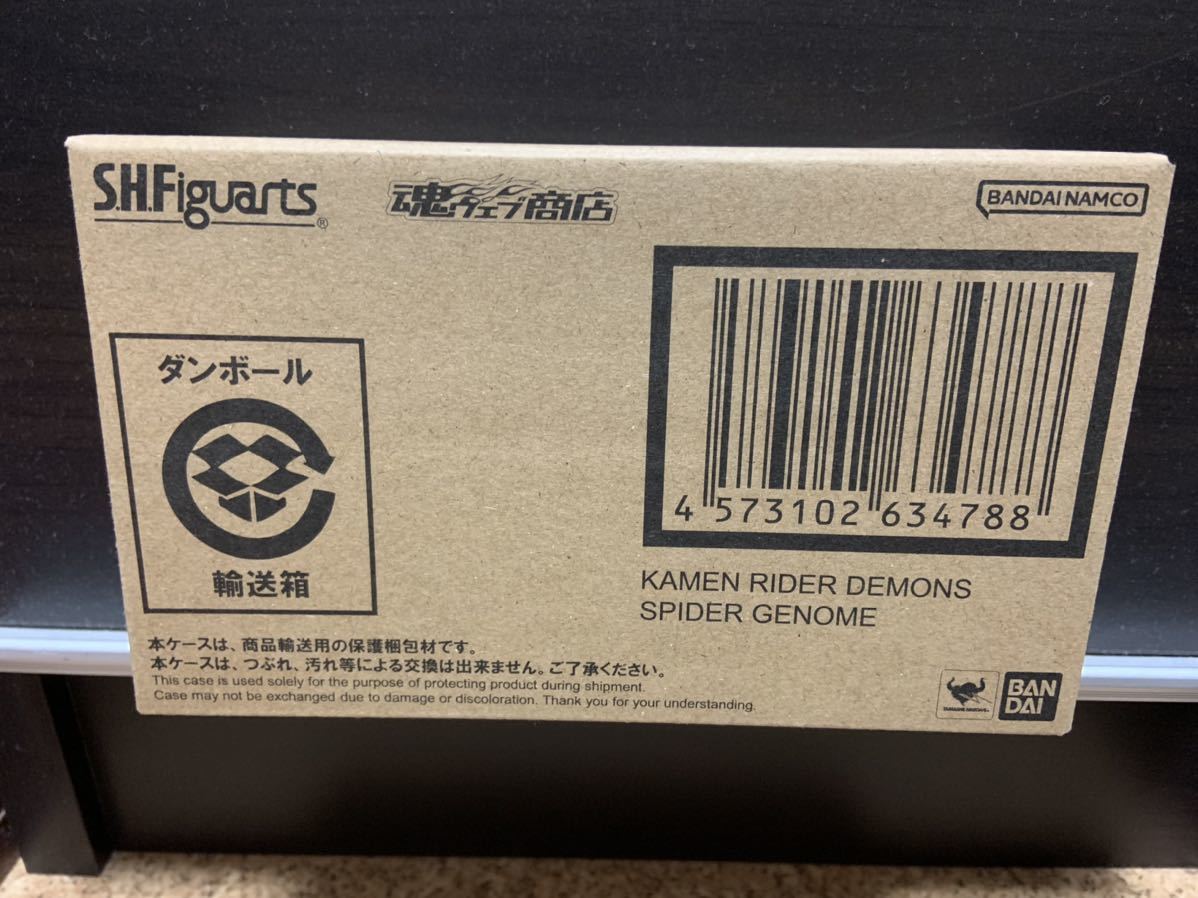 S.H.Figuarts®
魂ウェブ商店
BANDAI NAMCO
ダンボール
輸送箱
4 573102 634788
KAMEN RIDER DEMONS
SPIDER GENOME
本ケースは、商品輸送用の保護梱包材です。
本ケースは、つぶれ、汚れ等による交換は出来ません。ご了承ください。
This case is used solely for the purpose of protecting product during shipment.
Case may not be exchanged due to damage or discoloration. Thank you for your understanding.
TAMASHII NATIONS
BAN
DAI